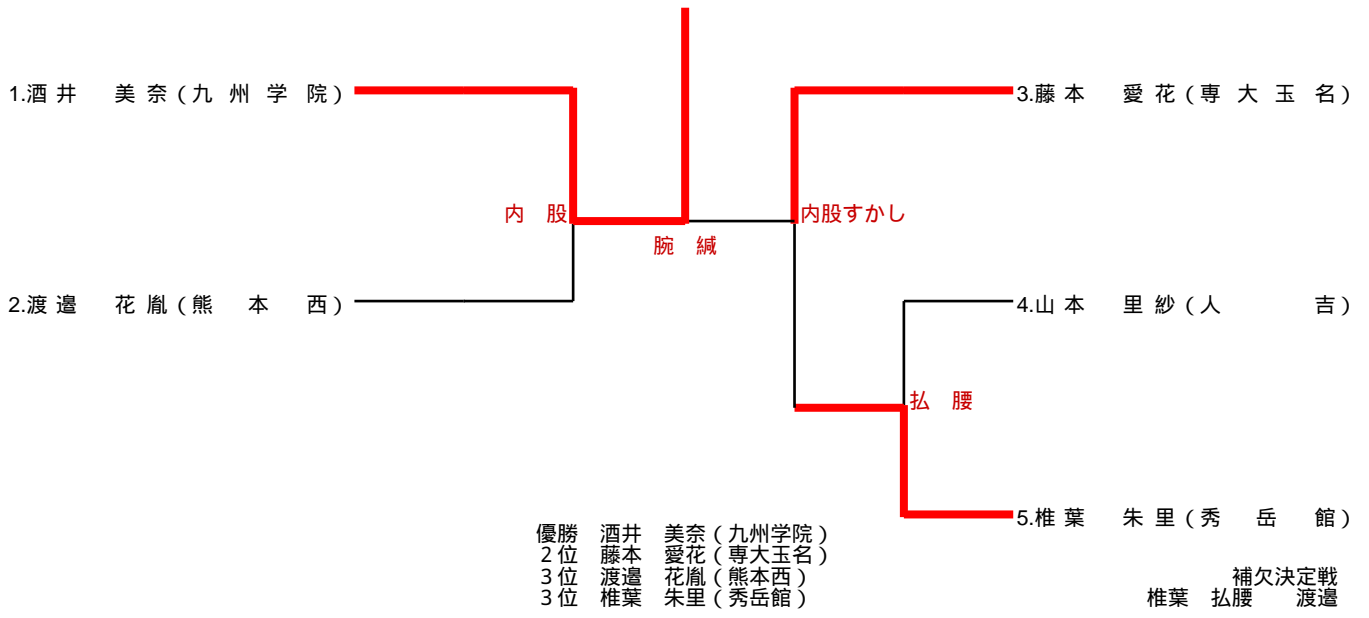 1.酒井 美奈(九州学院)
3.藤本 愛花(専大玉名)
内股
内股すかし
腕緘
2.渡邉 花胤(熊本西)
4.山本 里紗(人吉)
払腰
5.椎葉 朱里(秀岳館)
優勝 酒井 美奈(九州学院)
2位 藤本 愛花(専大玉名)
3位 渡邉 花胤(熊本西)
3位 椎葉 朱里(秀岳館)
補欠決定戦
椎葉 払腰 渡邉